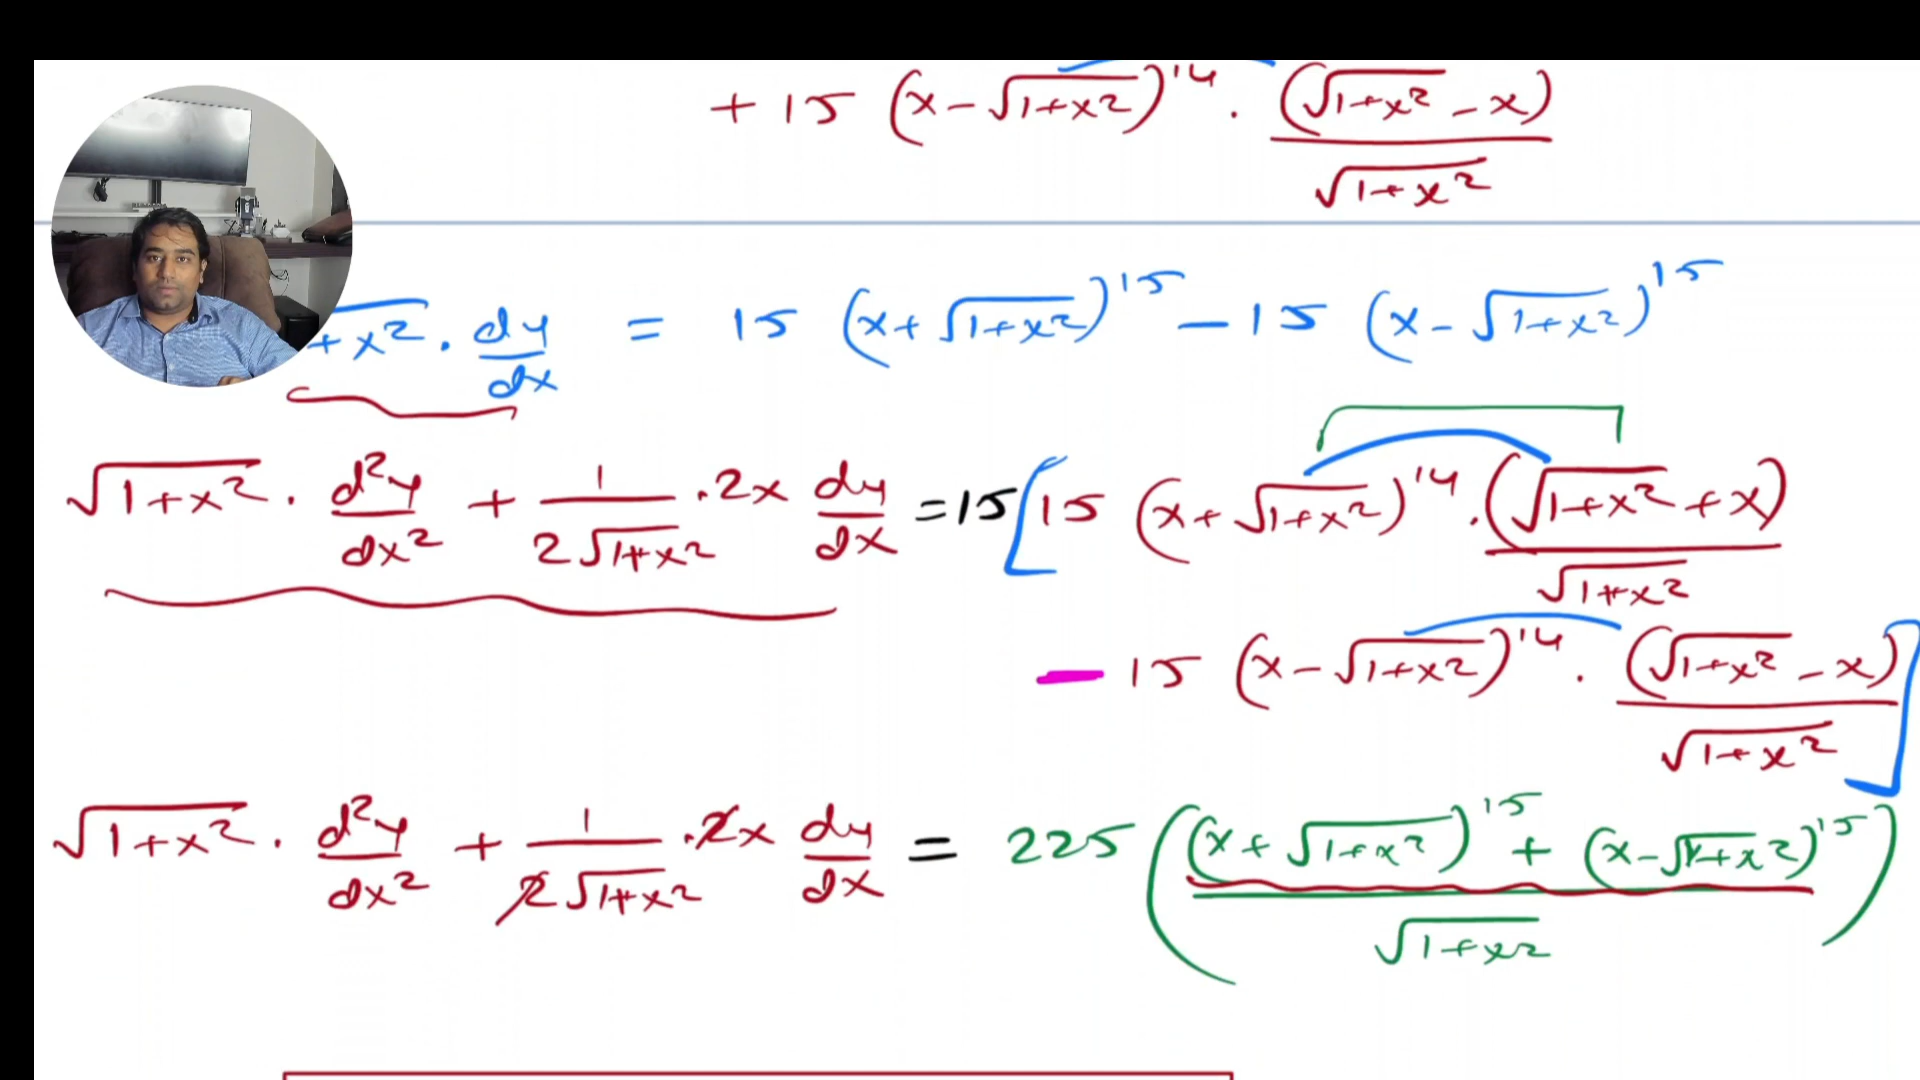 + 15 (x - √(1+x²))^14 · (√(1+x²) - x) / √(1+x²)
+x² · dy/dx = 15 (x + √(1+x²))^15 - 15 (x - √(1+x²))^15
√(1+x²) · d²y/dx² + 1/(2√(1+x²)) · 2x dy/dx = 15 [ 15 (x + √(1+x²))^14 · (√(1+x²) + x) / √(1+x²)
- 15 (x - √(1+x²))^14 · (√(1+x²) - x) / √(1+x²) ]
√(1+x²) · d²y/dx² + 1/(2√(1+x²)) · 2x dy/dx = 225 ( ((x + √(1+x²))^15 + (x - √(1+x²))^15) / √(1+x²) )